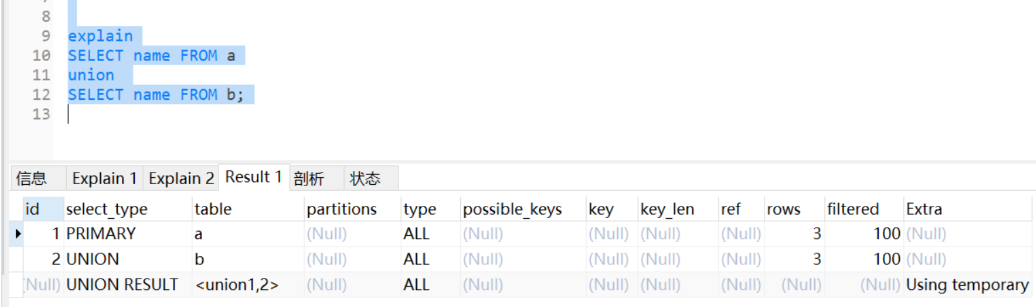 8
9 explain
10 SELECT name FROM a
11 union
12 SELECT name FROM b;
13
信息 Explain 1 Explain 2 Result 1 剖析 状态
id select_type table partitions type possible_keys key key_len ref rows filtered Extra
1 PRIMARY a (Null) ALL (Null) (Null) (Null) (Null) 3 100 (Null)
2 UNION b (Null) ALL (Null) (Null) (Null) (Null) 3 100 (Null)
(Null) UNION RESULT <union1,2> (Null) ALL (Null) (Null) (Null) (Null) (Null) (Null) Using temporary